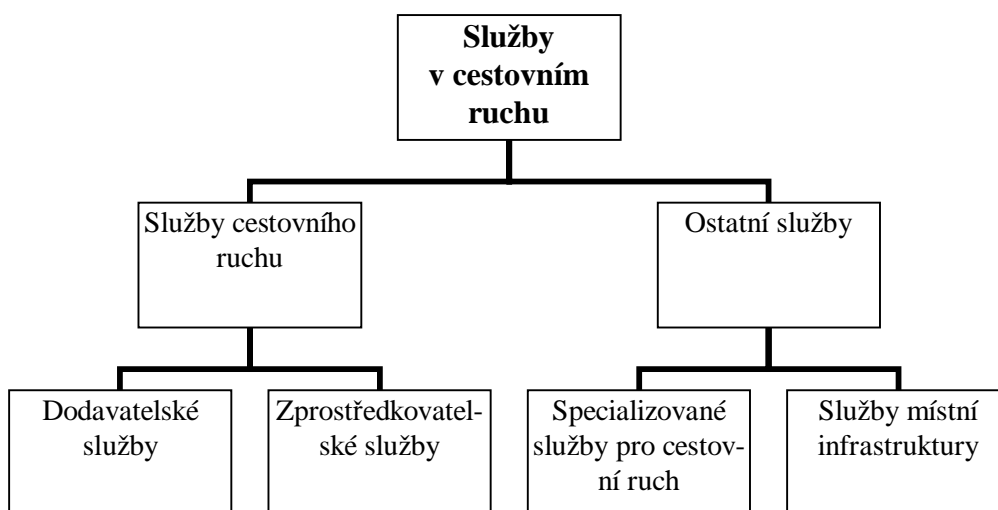 Služby
v cestovním
ruchu
Služby cestovního
ruchu
Ostatní služby
Dodavatelské
služby
Zprostředkovatel-
ské služby
Specializované
služby pro cestov-
ní ruch
Služby místní
infrastruktury